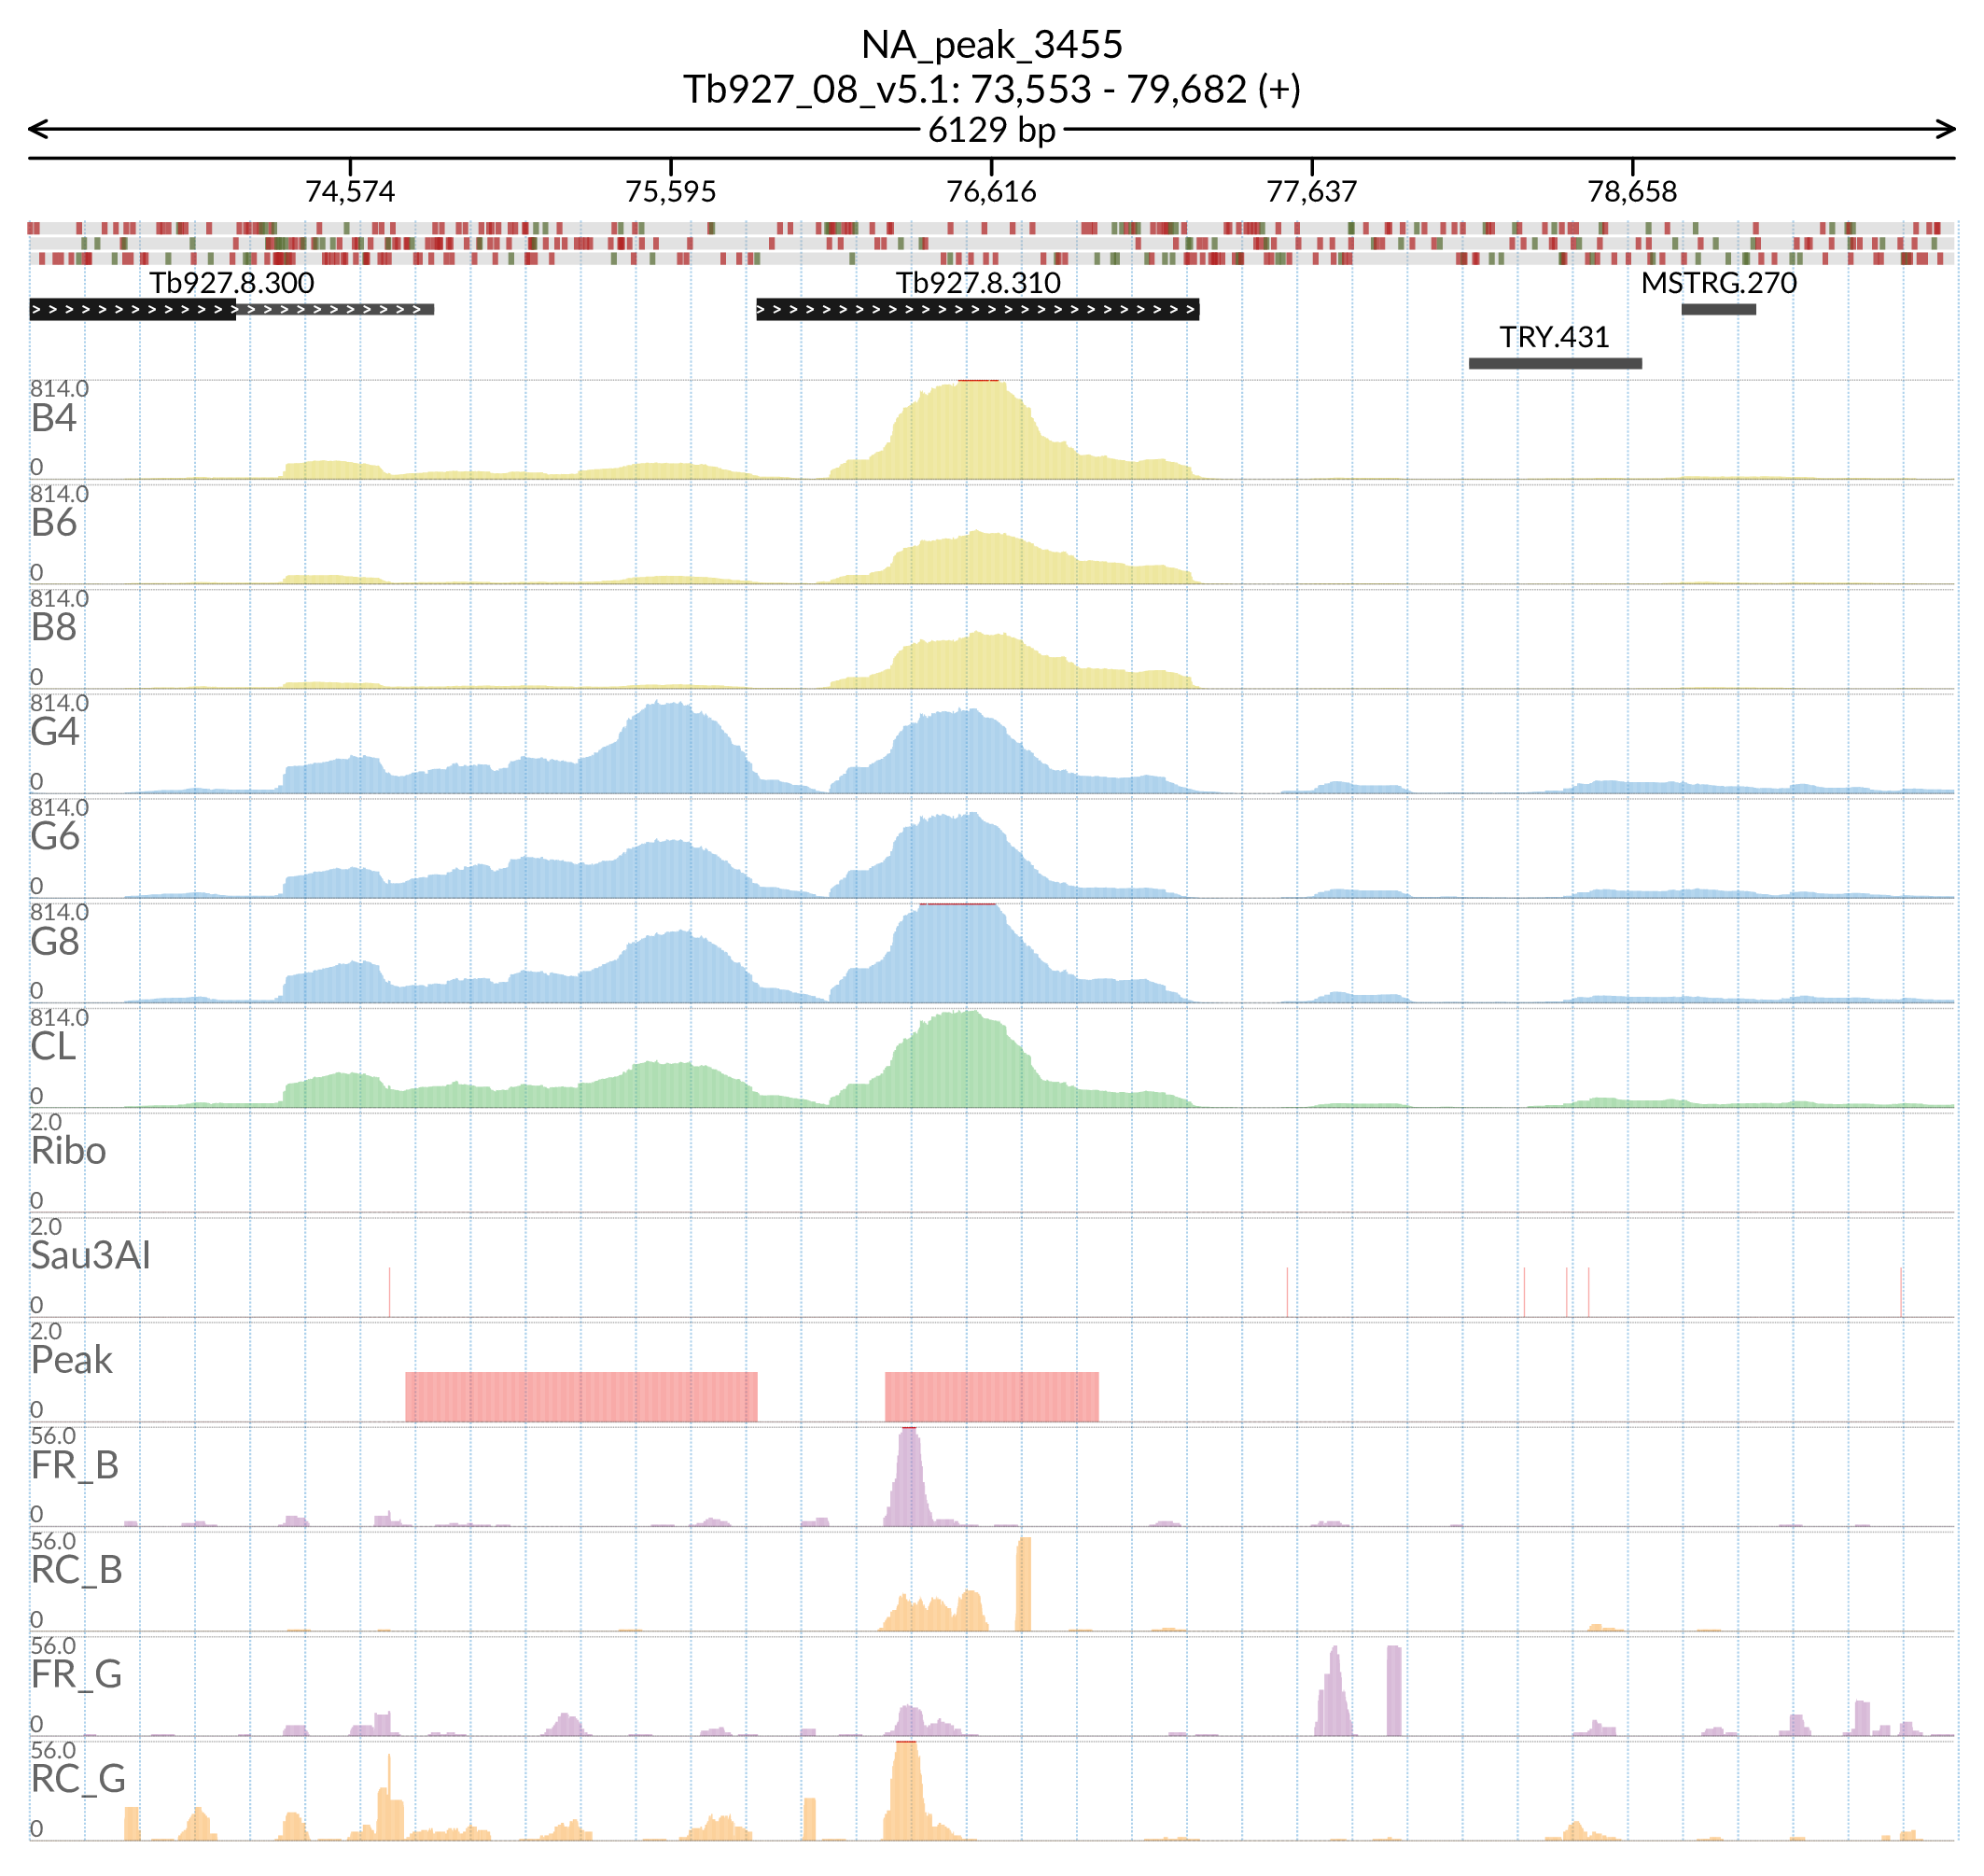 NA_peak_3455
Tb927_08_v5.1: 73,553 - 79,682 (+)
6129 bp
74,574 75,595 76,616 77,637 78,658
Tb927.8.300 Tb927.8.310 MSTRG.270
TRY.431
814.0
B4
0
814.0
B6
0
814.0
B8
0
814.0
G4
0
814.0
G6
0
814.0
G8
0
814.0
CL
0
2.0
Ribo
0
2.0
Sau3AI
0
2.0
Peak
0
56.0
FR_B
0
56.0
RC_B
0
56.0
FR_G
0
56.0
RC_G
0